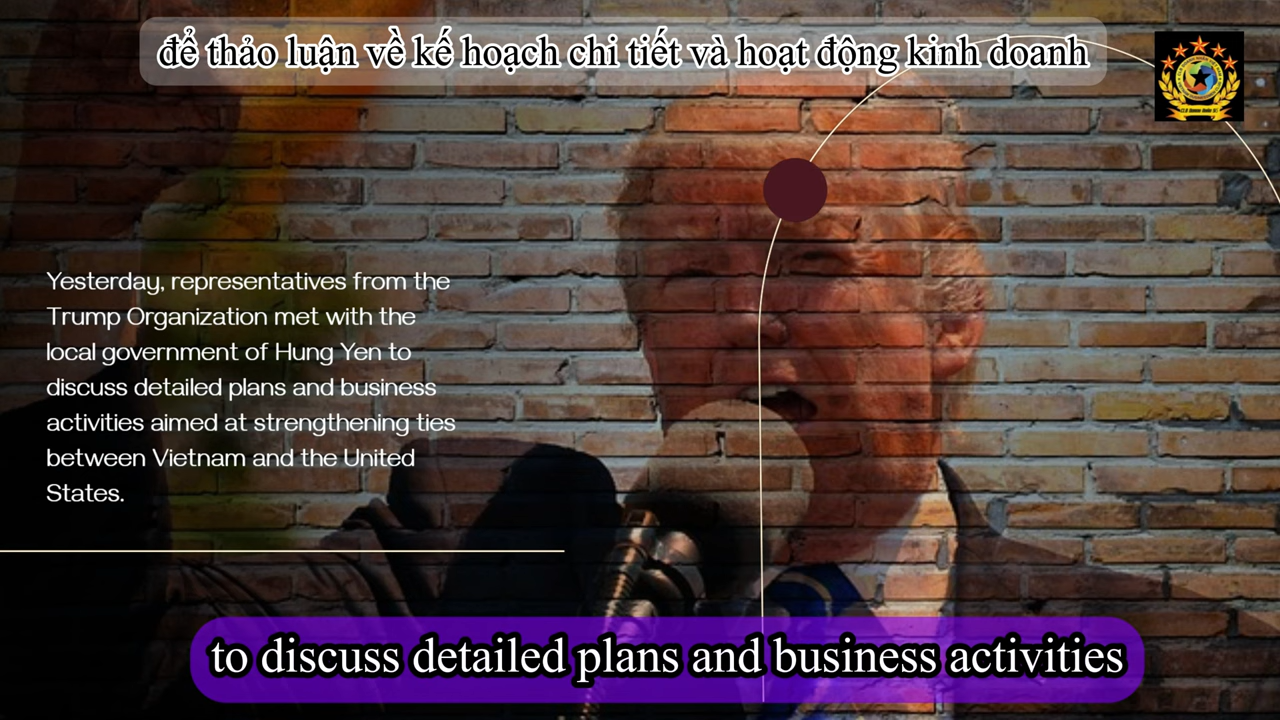 để thảo luận về kế hoạch chi tiết và hoạt động kinh doanh
Yesterday, representatives from the
Trump Organization met with the
local government of Hung Yen to
discuss detailed plans and business
activities aimed at strengthening ties
between Vietnam and the United
States.
to discuss detailed plans and business activities